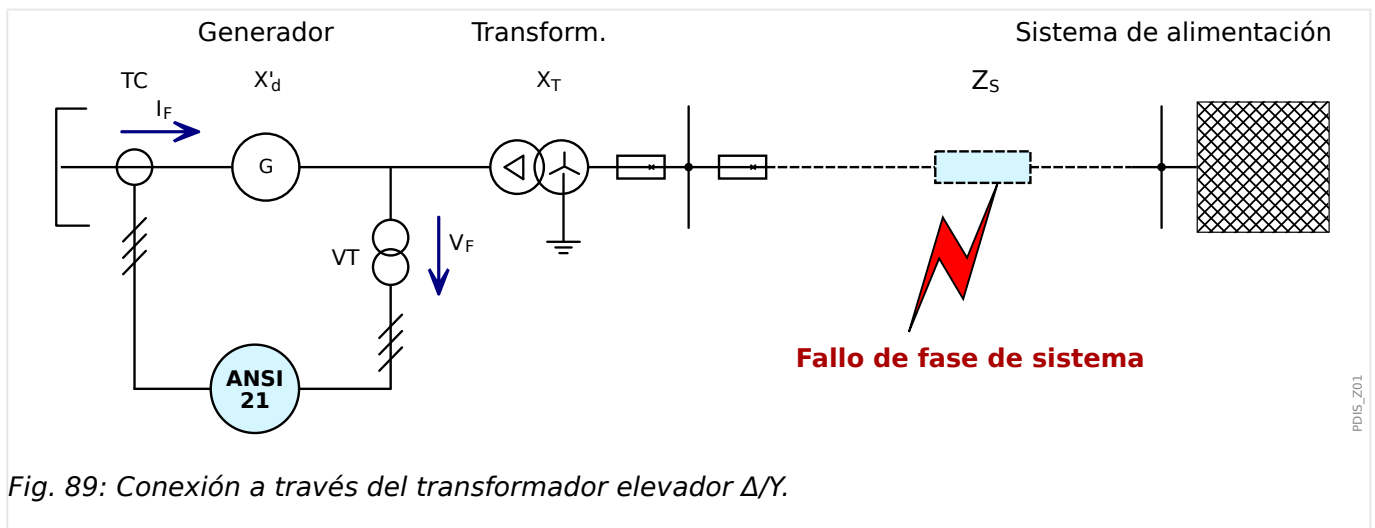 Generador Transform. Sistema de alimentación
TC X'd XT ZS
IF
G
VT VF
ANSI
21
Fallo de fase de sistema
PDIS_Z01
Fig. 89: Conexión a través del transformador elevador Δ/Y.